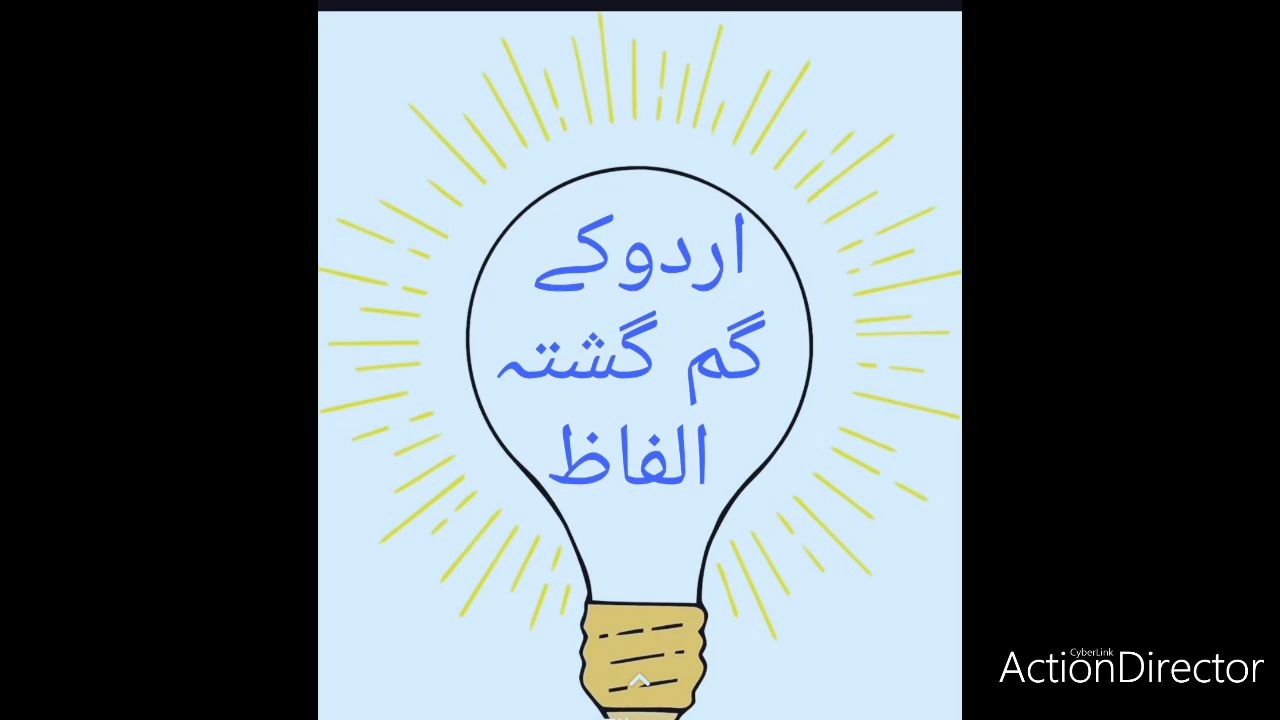 اردوکے
گم گشتہ
الفاظ
CyberLink
ActionDirector